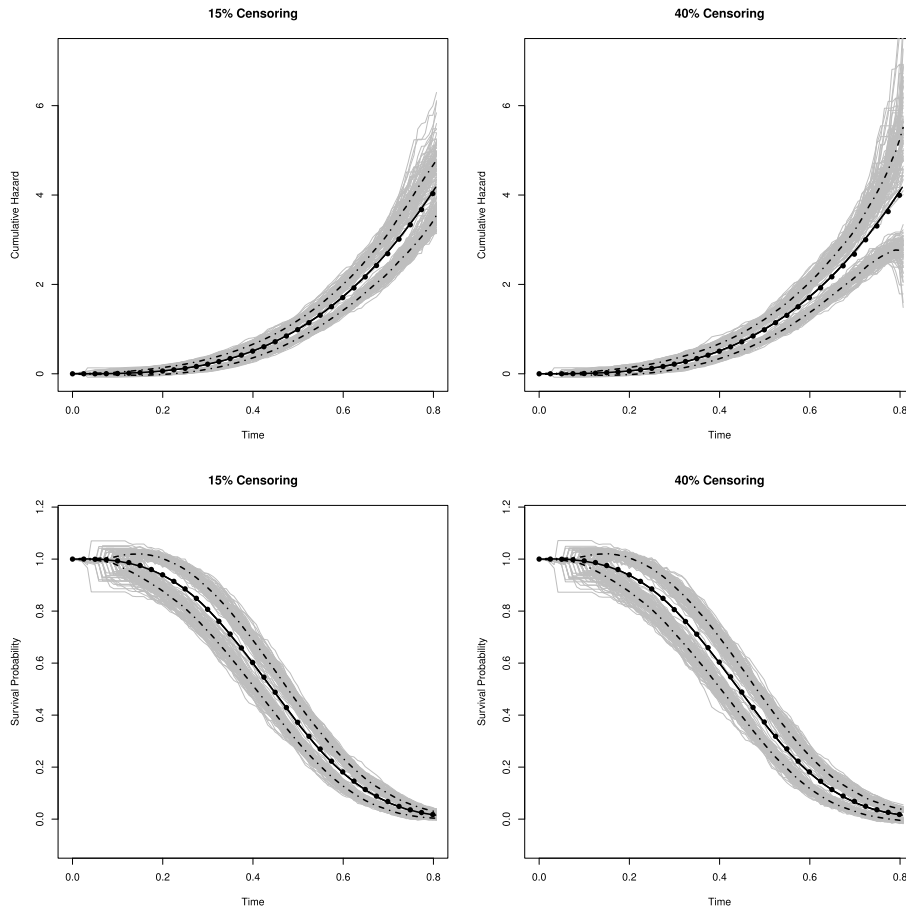 15% Censoring
40% Censoring
Cumulative Hazard
6
4
2
0
0.0 0.2 0.4 0.6 0.8
Time
Cumulative Hazard
6
4
2
0
0.0 0.2 0.4 0.6 0.8
Time
15% Censoring
40% Censoring
Survival Probability
1.2
1.0
0.8
0.6
0.4
0.2
0.0
0.0 0.2 0.4 0.6 0.8
Time
Survival Probability
1.2
1.0
0.8
0.6
0.4
0.2
0.0
0.0 0.2 0.4 0.6 0.8
Time